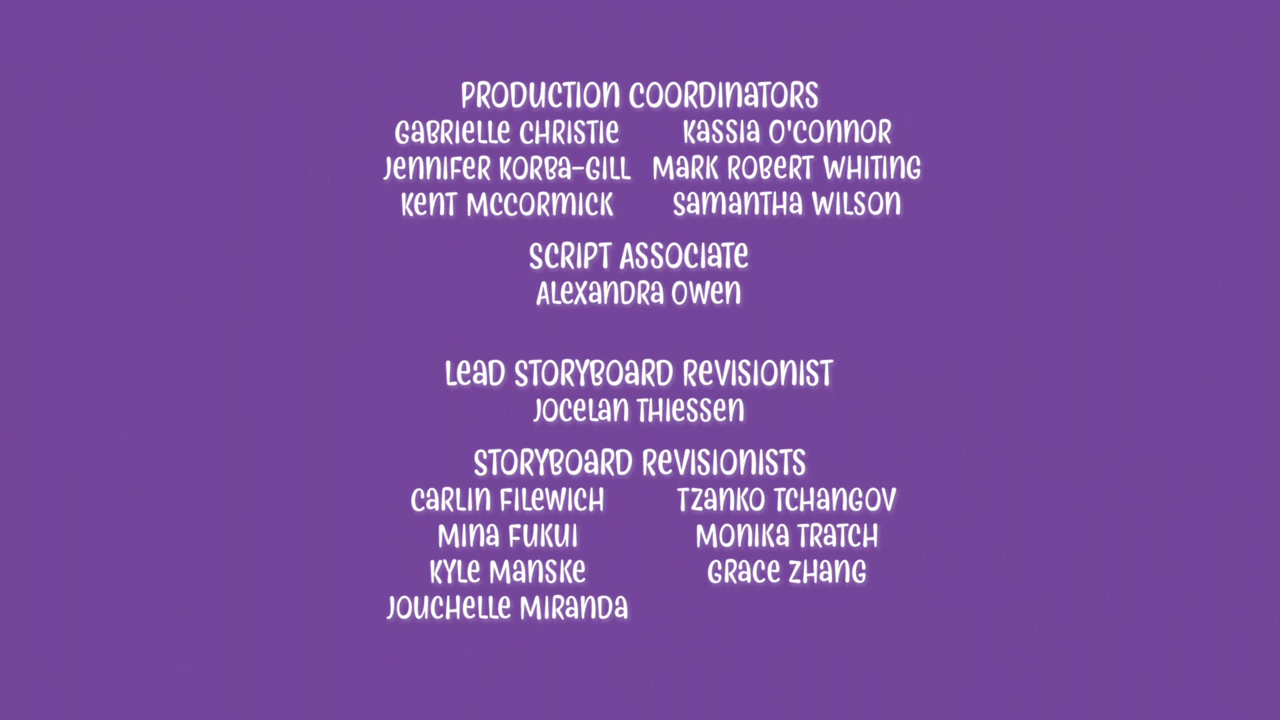 PRODUCTION COORDINATORS
GABRIELLE CHRISTIE KASSIA O'CONNOR
JENNIFER KORBA-GILL MARK ROBERT WHITING
KENT MCCORMICK SAMANTHA WILSON
SCRIPT ASSOCIATE
ALEXANDRA OWEN
LEAD STORYBOARD REVISIONIST
JOCELAN THIESSEN
STORYBOARD REVISIONISTS
CARLIN FILEWICH TZANKO TCHANGOV
MINA FUKUI MONIKA TRATCH
KYLE MANSKE GRACE ZHANG
JOUCHELLE MIRANDA